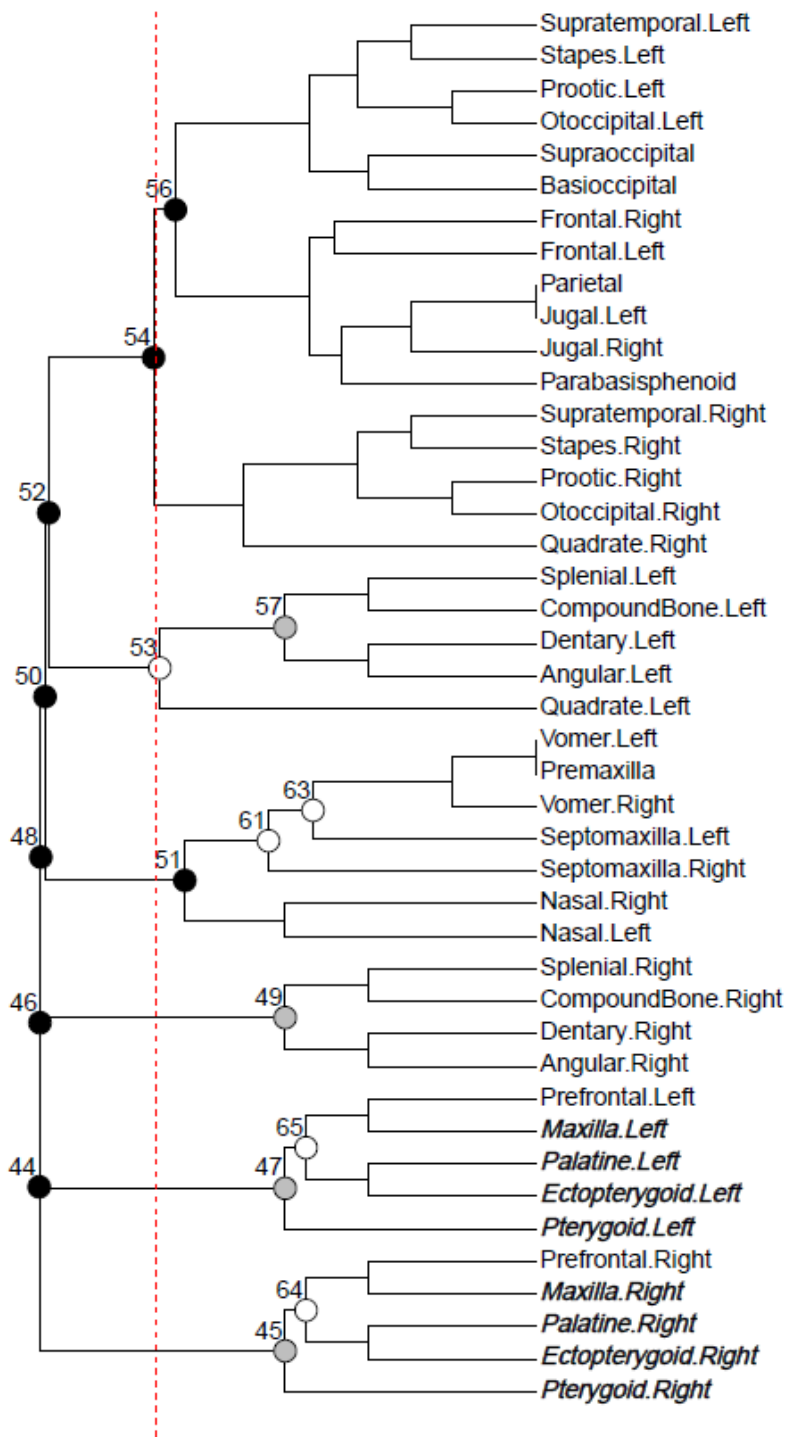 Supratemporal.Left
Stapes.Left
Prootic.Left
Otoccipital.Left
Supraoccipital
Basioccipital
56
Frontal.Right
Frontal.Left
Parietal
Jugal.Left
54
Jugal.Right
Parabasisphenoid
Supratemporal.Right
Stapes.Right
Prootic.Right
52
Otoccipital.Right
Quadrate.Right
Splenial.Left
57
CompoundBone.Left
Dentary.Left
53
Angular.Left
50
Quadrate.Left
Vomer.Left
Premaxilla
63
Vomer.Right
61
Septomaxilla.Left
48
51
Septomaxilla.Right
Nasal.Right
Nasal.Left
Splenial.Right
49
CompoundBone.Right
46
Dentary.Right
Angular.Right
Prefrontal.Left
65
Maxilla.Left
Palatine.Left
44
47
Ectopterygoid.Left
Pterygoid.Left
Prefrontal.Right
64
Maxilla.Right
Palatine.Right
45
Ectopterygoid.Right
Pterygoid.Right